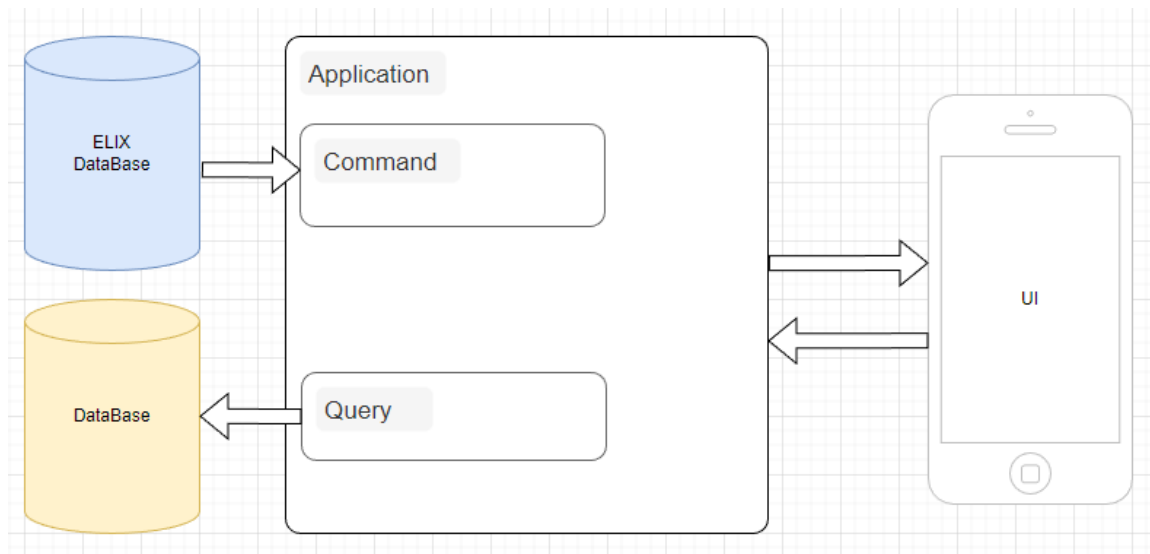 Application
ELIX
DataBase
Command
UI
DataBase
Query